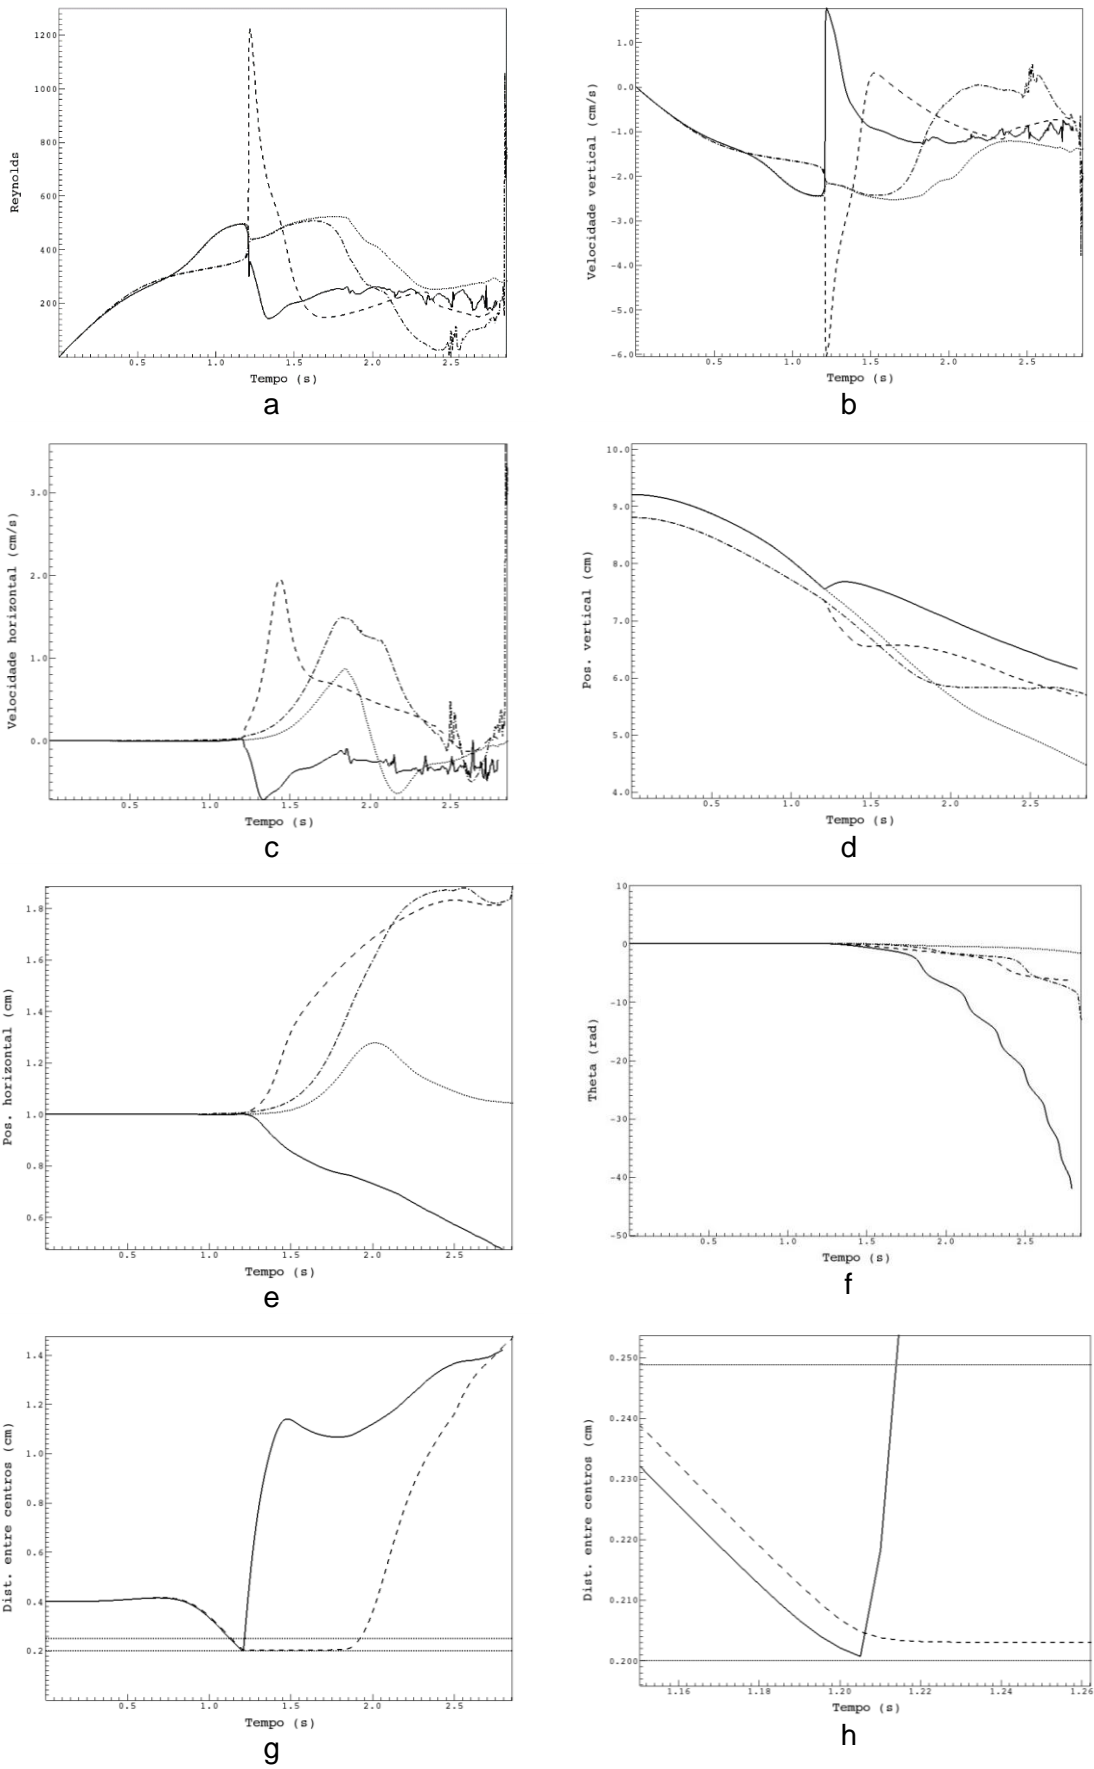 1200
1000
800
600
400
200
Reynolds
0.5 1.0 1.5 2.0 2.5
Tempo (s)
a
1.0
0.0
-1.0
-2.0
-3.0
-4.0
-5.0
-6.0
Velocidade vertical (cm/s)
0.5 1.0 1.5 2.0 2.5
Tempo (s)
b
3.0
2.0
1.0
0.0
Velocidade horizontal (cm/s)
0.5 1.0 1.5 2.0 2.5
Tempo (s)
c
10.0
9.0
8.0
7.0
6.0
5.0
4.0
Pos. vertical (cm)
0.5 1.0 1.5 2.0 2.5
Tempo (s)
d
1.8
1.6
1.4
1.2
1.0
0.8
0.6
Pos. horizontal (cm)
0.5 1.0 1.5 2.0 2.5
Tempo (s)
e
10
0
-10
-20
-30
-40
-50
Theta (rad)
0.5 1.0 1.5 2.0 2.5
Tempo (s)
f
1.4
1.2
1.0
0.8
0.6
0.4
0.2
Dist. entre centros (cm)
0.5 1.0 1.5 2.0 2.5
Tempo (s)
g
0.250
0.240
0.230
0.220
0.210
0.200
Dist. entre centros (cm)
1.16 1.18 1.20 1.22 1.24 1.26
Tempo (s)
h